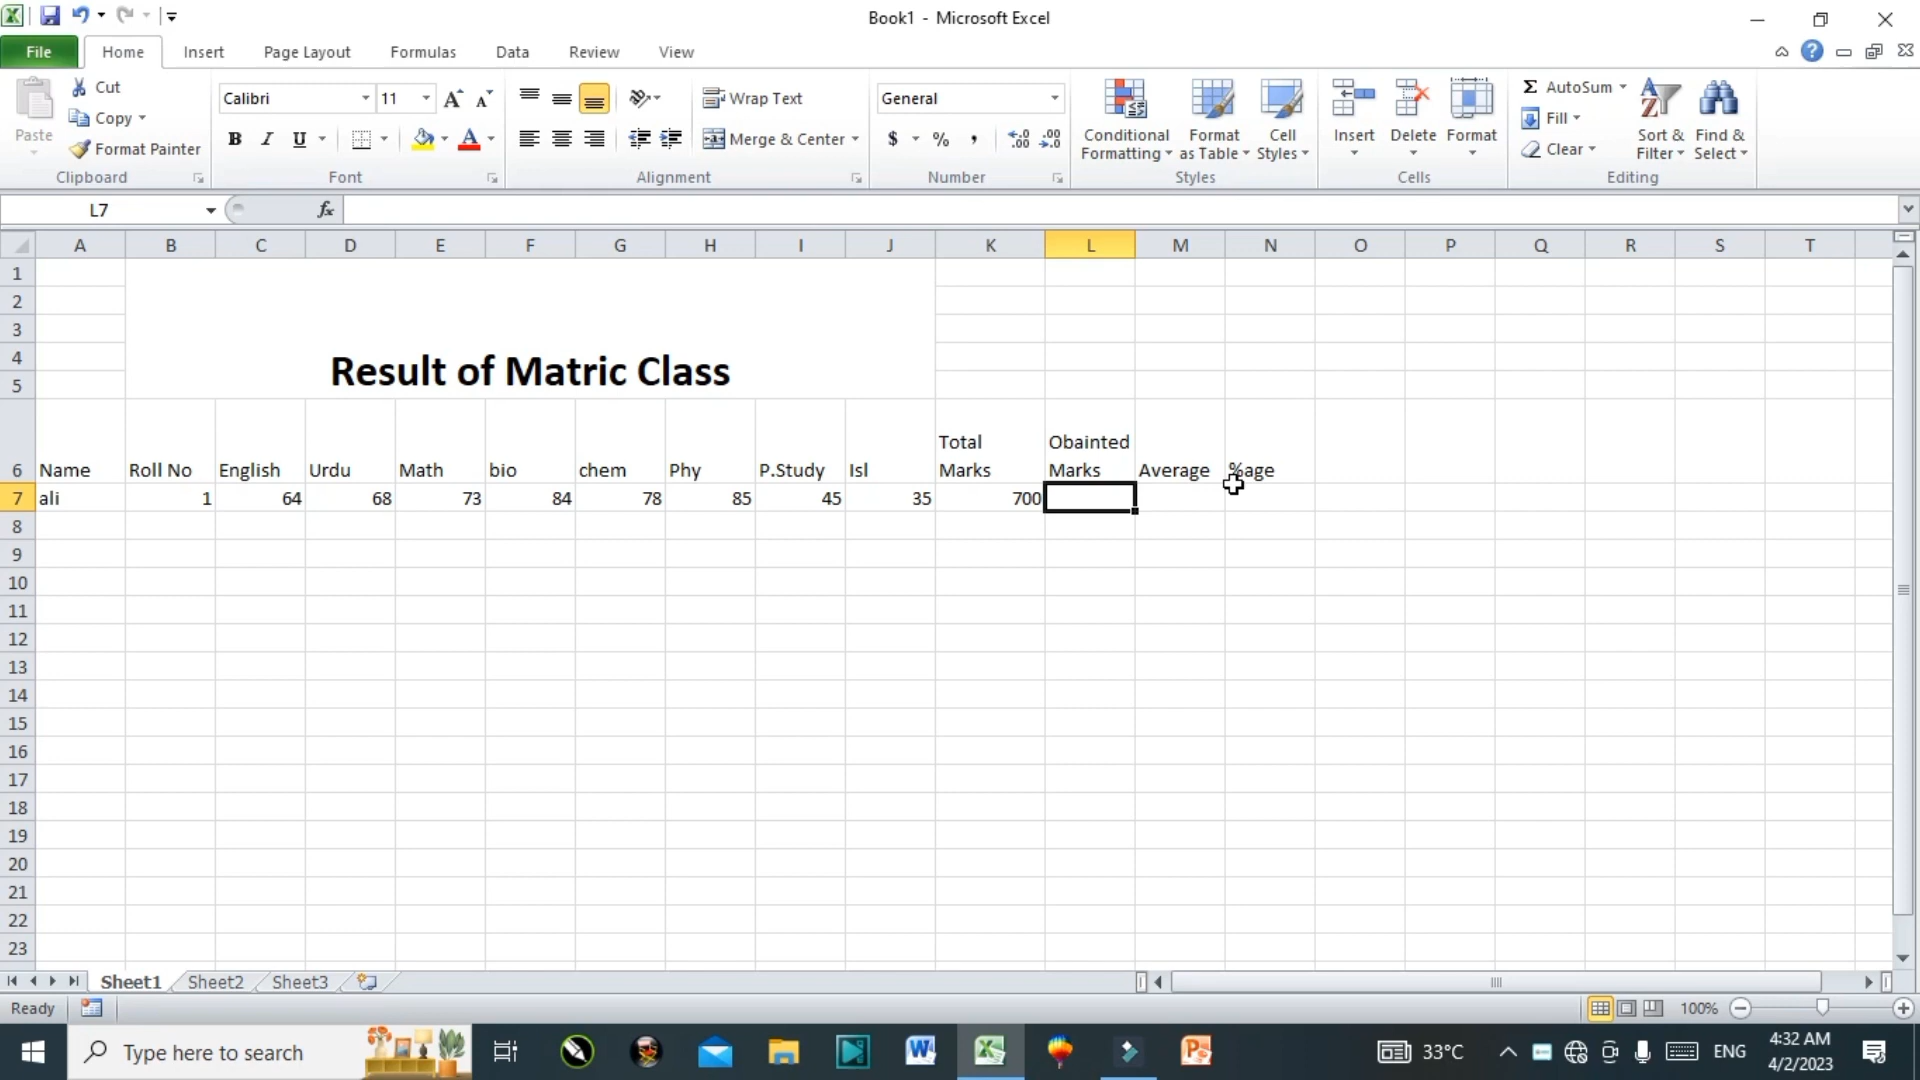 Book1 - Microsoft Excel
File Home Insert Page Layout Formulas Data Review View
Paste
Cut
Copy
Format Painter
Clipboard
Calibri 11
B I U
Font
Wrap Text
Merge & Center
Alignment
General
$ % ,
Number
Conditional Formatting
Format as Table
Cell Styles
Styles
Insert Delete Format
Cells
Σ AutoSum
Fill
Clear
Sort & Filter
Find & Select
Editing
L7 fx
A B C D E F G H I J K L M N O P Q R S T
1
2
3
4
5
Result of Matric Class
6 Name Roll No English Urdu Math bio chem Phy P.Study Isl Total Marks Obainted Marks Average %age
7 ali 1 64 68 73 84 78 85 45 35 700
8
9
10
11
12
13
14
15
16
17
18
19
20
21
22
23
Sheet1 Sheet2 Sheet3
Ready 100%
Type here to search 33°C ENG 4:32 AM
4/2/2023